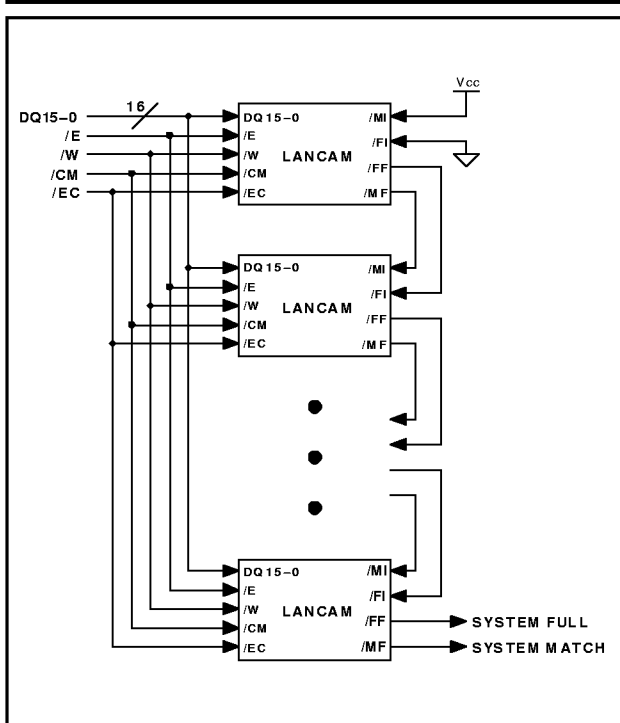 Vcc
16
DQ15-0
/E
/W
/CM
/EC
DQ15-0
/E
/W
/CM
/EC
LANCAM
/MI
/FI
/FF
/MF
DQ15-0
/E
/W
/CM
/EC
LANCAM
/MI
/FI
/FF
/MF
DQ15-0
/E
/W
/CM
/EC
LANCAM
/MI
/FI
/FF
/MF
SYSTEM FULL
SYSTEM MATCH